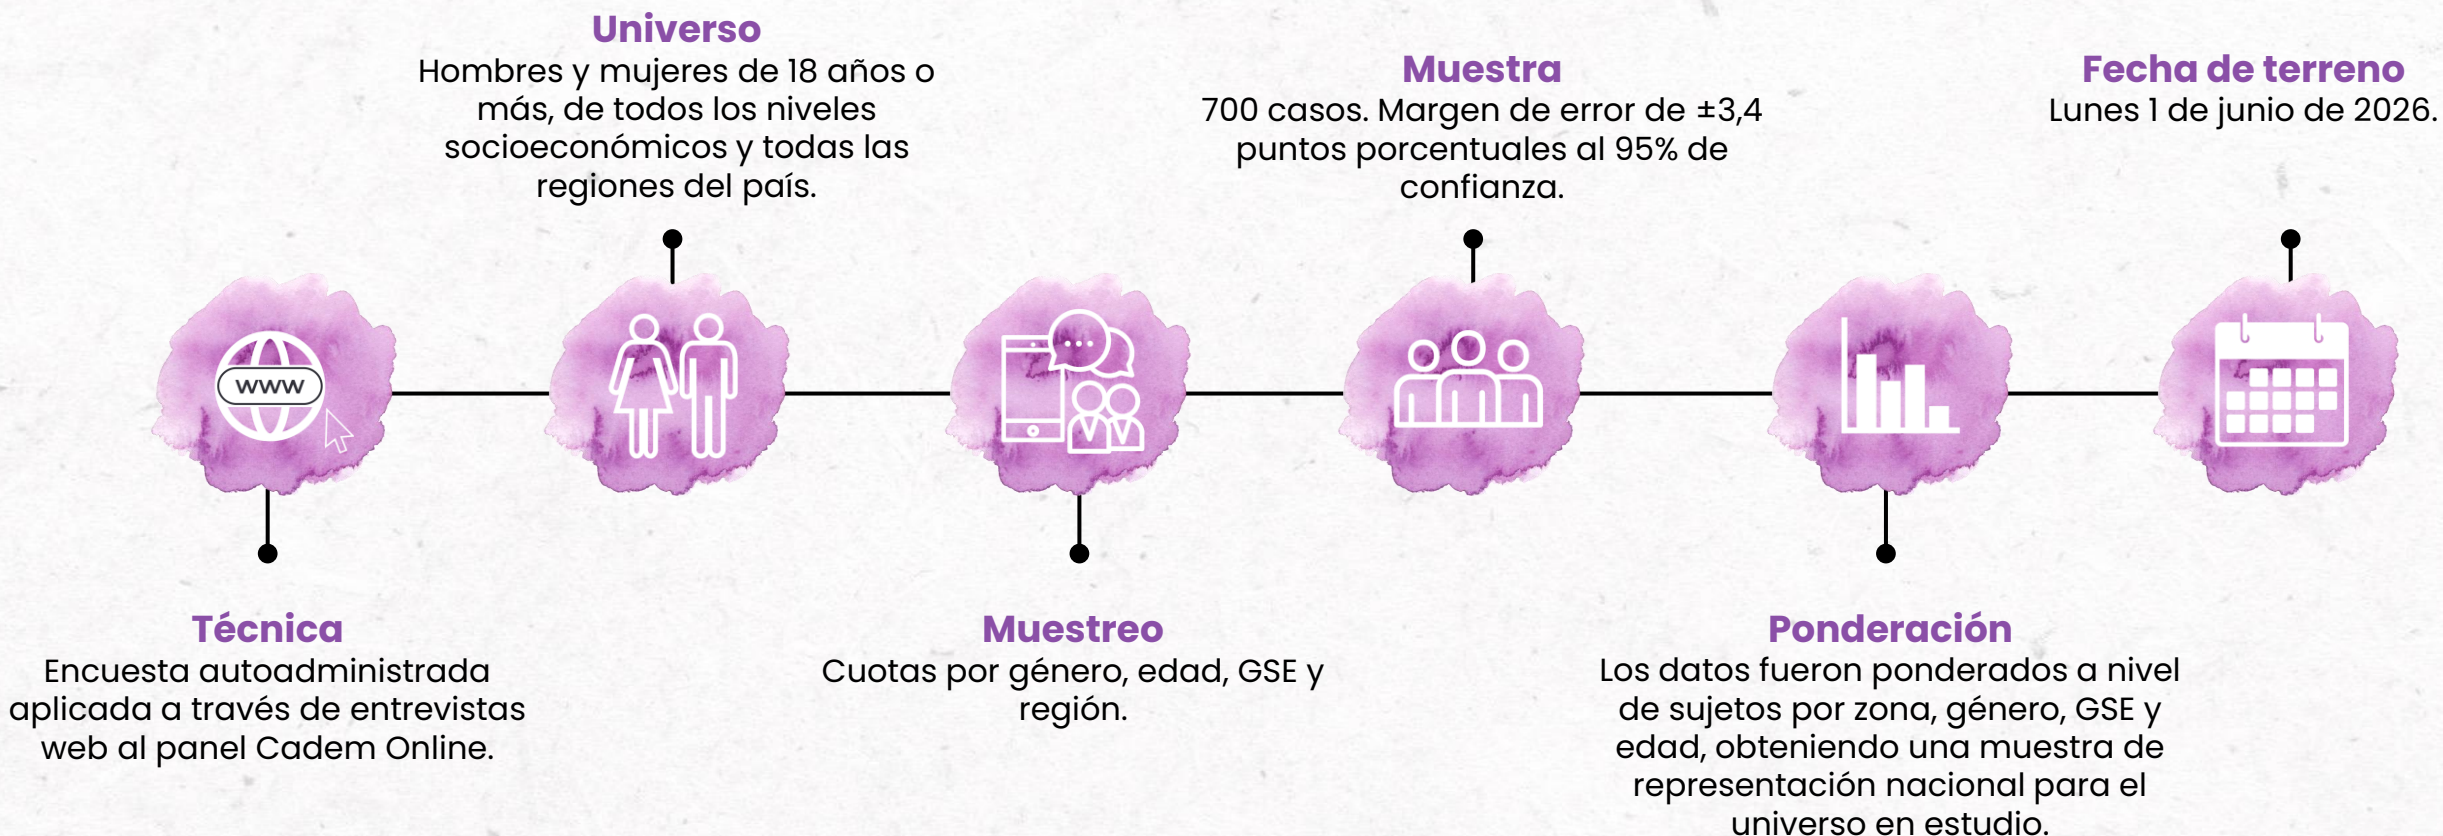 Universo
Hombres y mujeres de 18 años o
más, de todos los niveles
socioeconómicos y todas las
regiones del país.
Muestra
700 casos. Margen de error de ±3,4
puntos porcentuales al 95% de
confianza.
Fecha de terreno
Lunes 1 de junio de 2026.
www
Técnica
Encuesta autoadministrada
aplicada a través de entrevistas
web al panel Cadem Online.
Muestreo
Cuotas por género, edad, GSE y
región.
Ponderación
Los datos fueron ponderados a nivel
de sujetos por zona, género, GSE y
edad, obteniendo una muestra de
representación nacional para el
universo en estudio.